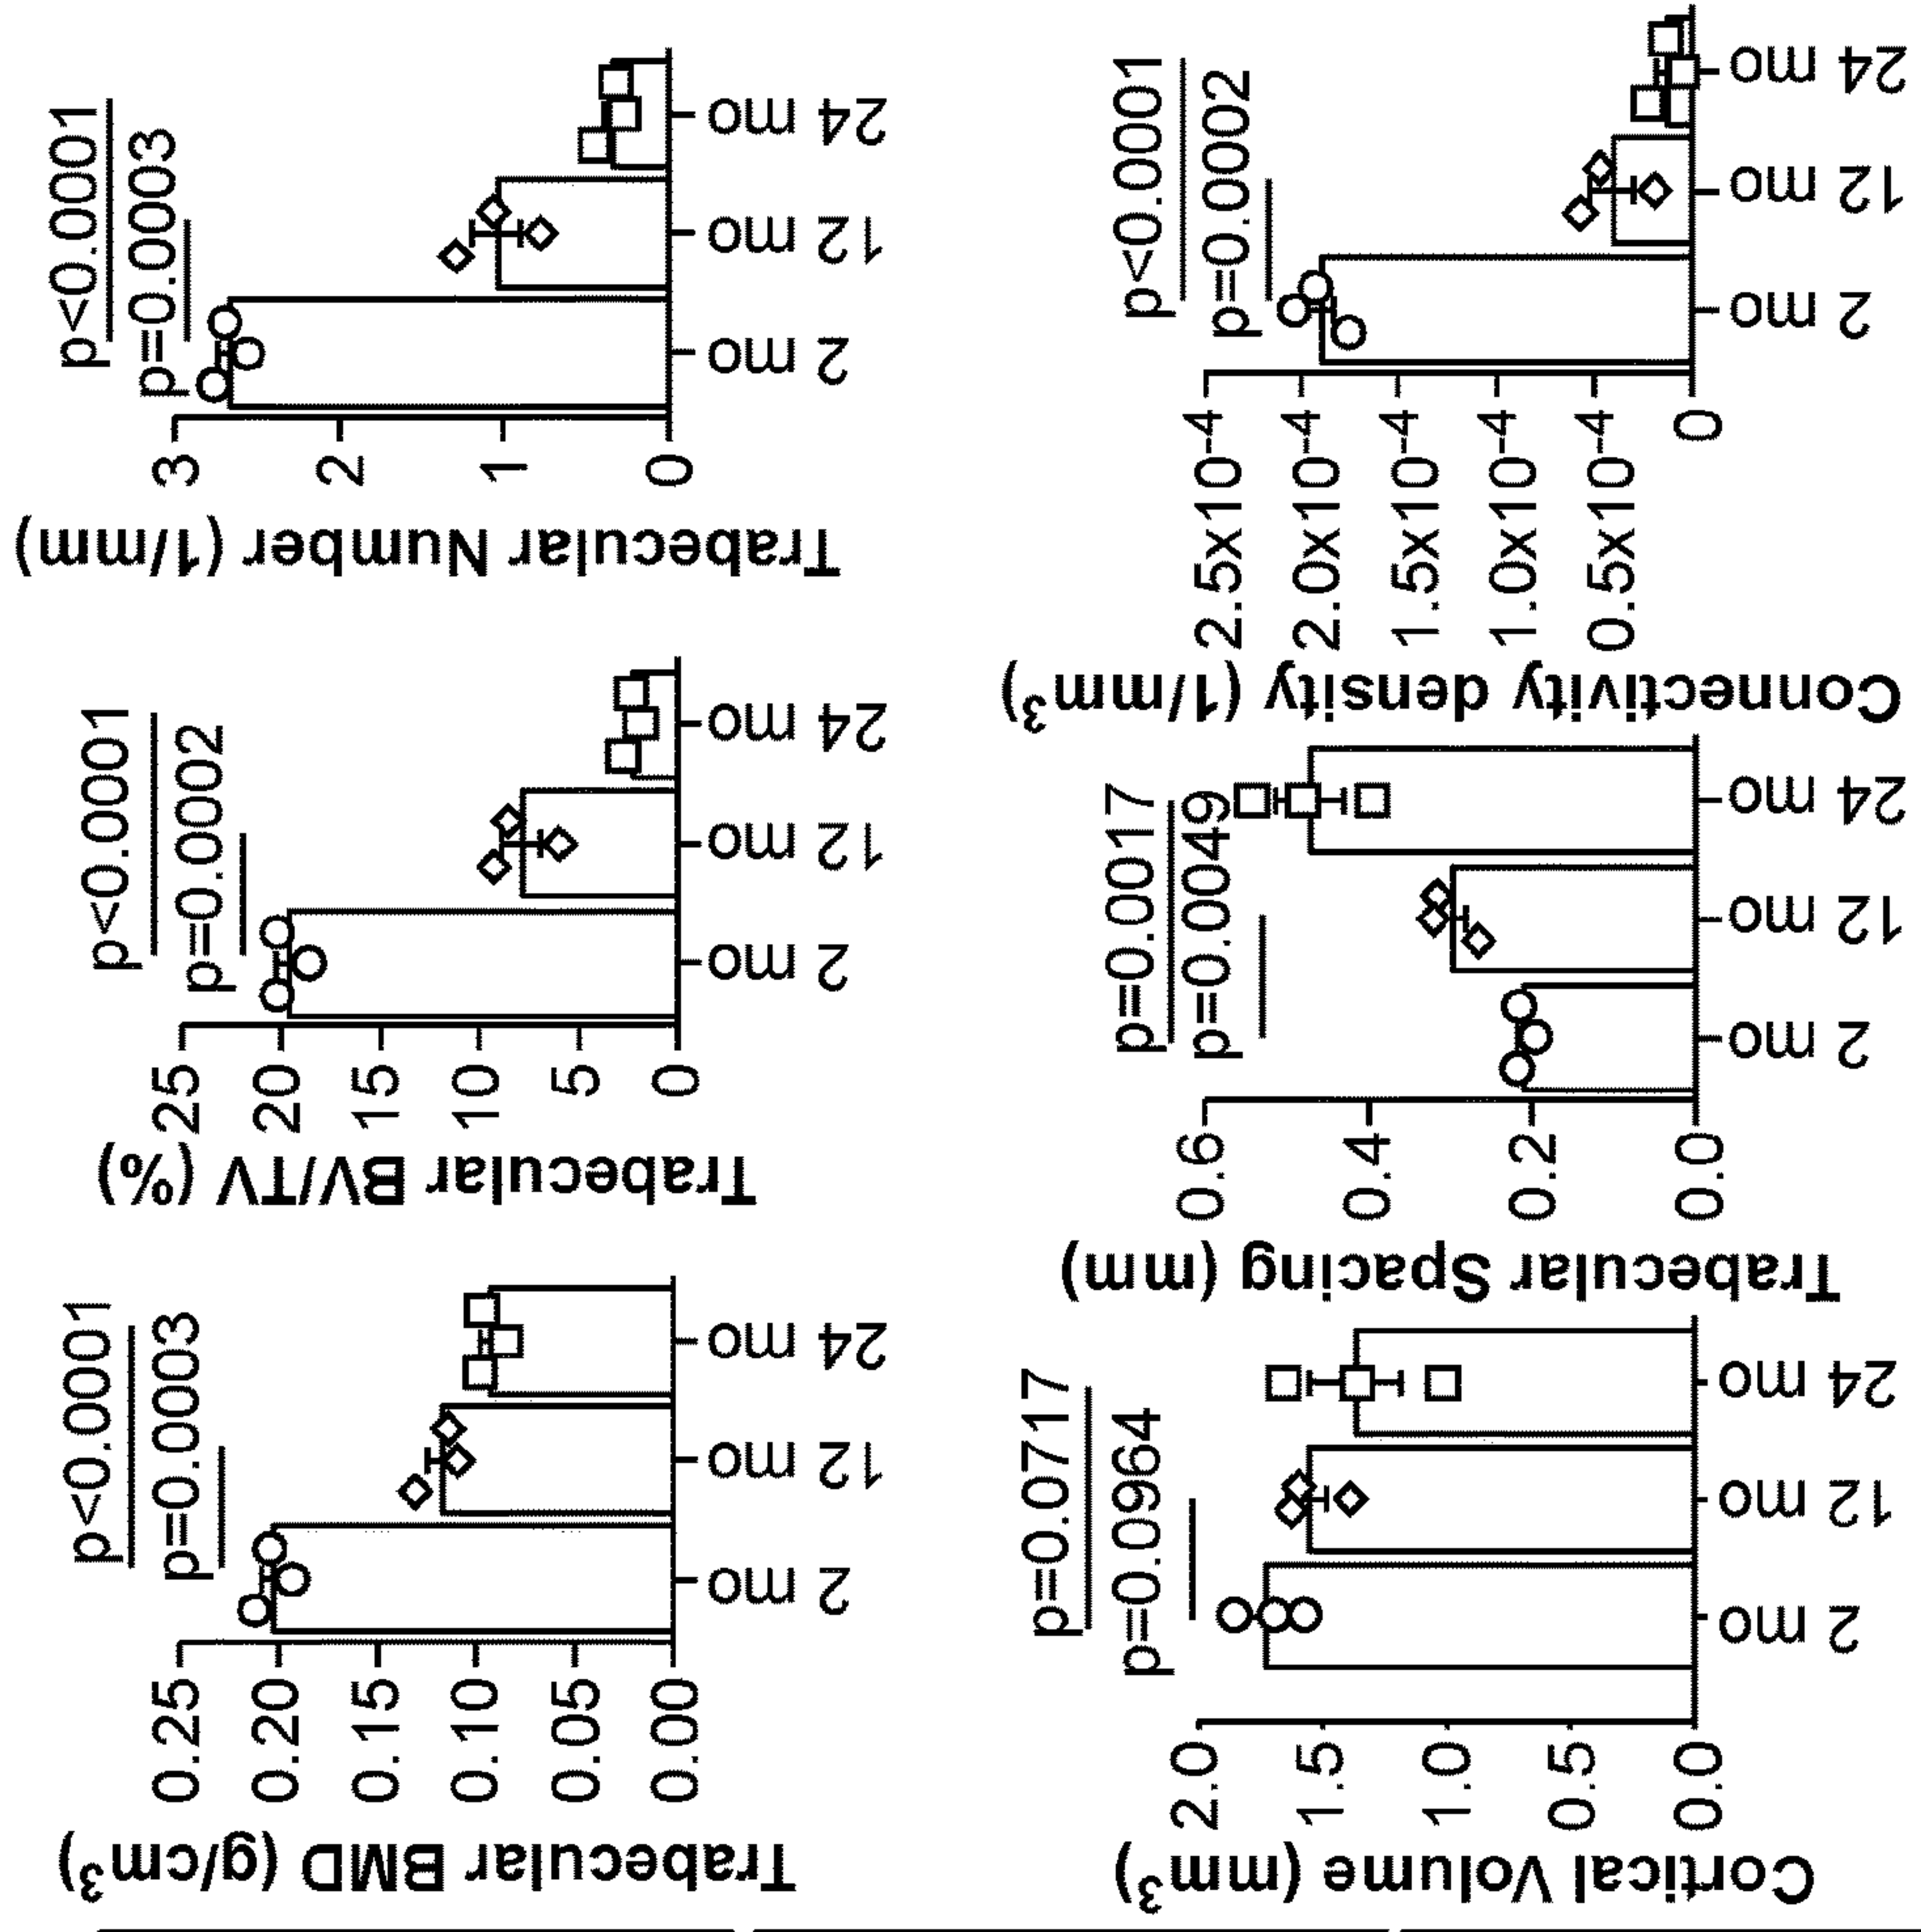 Trabecular BMD (g/cm³)
0.25
0.20
0.15
0.10
0.05
0.00
p<0.0001
p=0.0003
2 mo
12 mo
24 mo
Trabecular BV/TV (%)
25
20
15
10
5
0
p<0.0001
p=0.0002
2 mo
12 mo
24 mo
Trabecular Number (1/mm)
3
2
1
0
p<0.0001
p=0.0003
2 mo
12 mo
24 mo
Cortical Volume (mm³)
2.0
1.5
1.0
0.5
0.0
p=0.0717
p=0.0964
2 mo
12 mo
24 mo
Trabecular Spacing (mm)
0.6
0.4
0.2
0.0
p=0.0017
p=0.0049
2 mo
12 mo
24 mo
Connectivity density (1/mm³)
2.5x10⁻⁴
2.0x10⁻⁴
1.5x10⁻⁴
1.0x10⁻⁴
0.5x10⁻⁴
0
p<0.0001
p=0.0002
2 mo
12 mo
24 mo